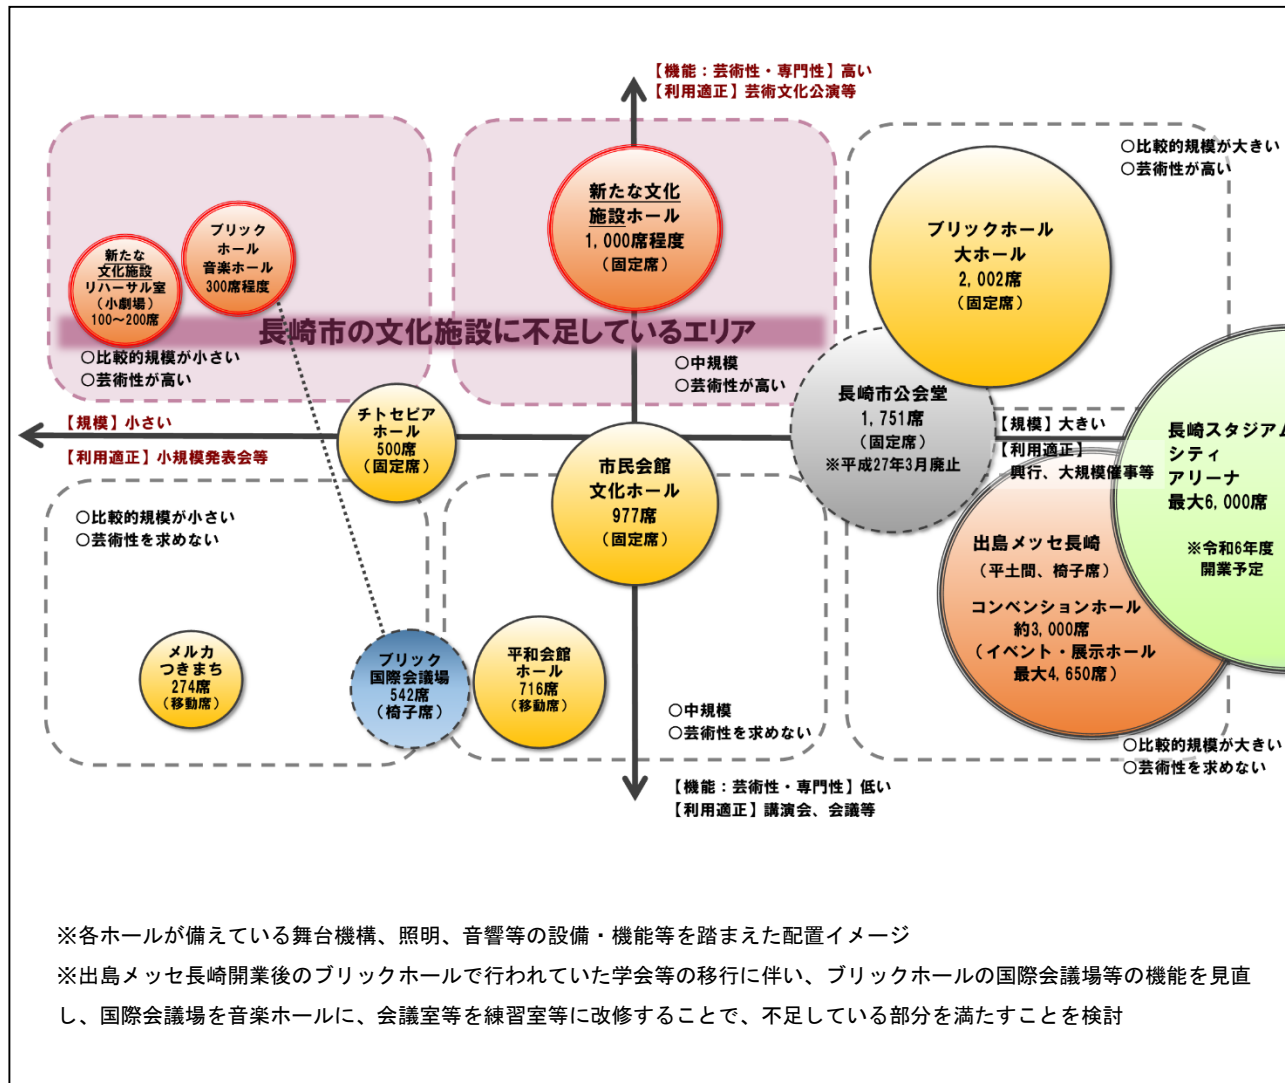 【機能：芸術性・専門性】高い
【利用適正】芸術文化公演等
○比較的規模が大きい
○芸術性が高い
新たな文化
施設ホール
1,000席程度
（固定席）
ブリックホール
大ホール
2,002席
（固定席）
ブリック
ホール
音楽ホール
300席程度
新たな
文化施設
リハーサル室
（小劇場）
100～200席
長崎市の文化施設に不足しているエリア
○比較的規模が小さい
○芸術性が高い
○中規模
○芸術性が高い
長崎市公会堂
1,751席
（固定席）
※平成27年3月廃止
チトセピア
ホール
500席
（固定席）
【規模】小さい
【利用適正】小規模発表会等
【規模】大きい
【利用適正】
興行、大規模催事等
長崎スタジアム
シティ
アリーナ
最大6,000席
※令和6年度
開業予定
市民会館
文化ホール
977席
（固定席）
○比較的規模が小さい
○芸術性を求めない
出島メッセ長崎
（平土間、椅子席）
コンベンションホール
約3,000席
（イベント・展示ホール
最大4,650席）
メルカ
つきまち
274席
（移動席）
ブリック
国際会議場
542席
（椅子席）
平和会館
ホール
716席
（移動席）
○中規模
○芸術性を求めない
○比較的規模が大きい
○芸術性を求めない
【機能：芸術性・専門性】低い
【利用適正】講演会、会議等
※各ホールが備えている舞台機構、照明、音響等の設備・機能等を踏まえた配置イメージ
※出島メッセ長崎開業後のブリックホールで行われていた学会等の移行に伴い、ブリックホールの国際会議場等の機能を見直
し、国際会議場を音楽ホールに、会議室等を練習室等に改修することで、不足している部分を満たすことを検討